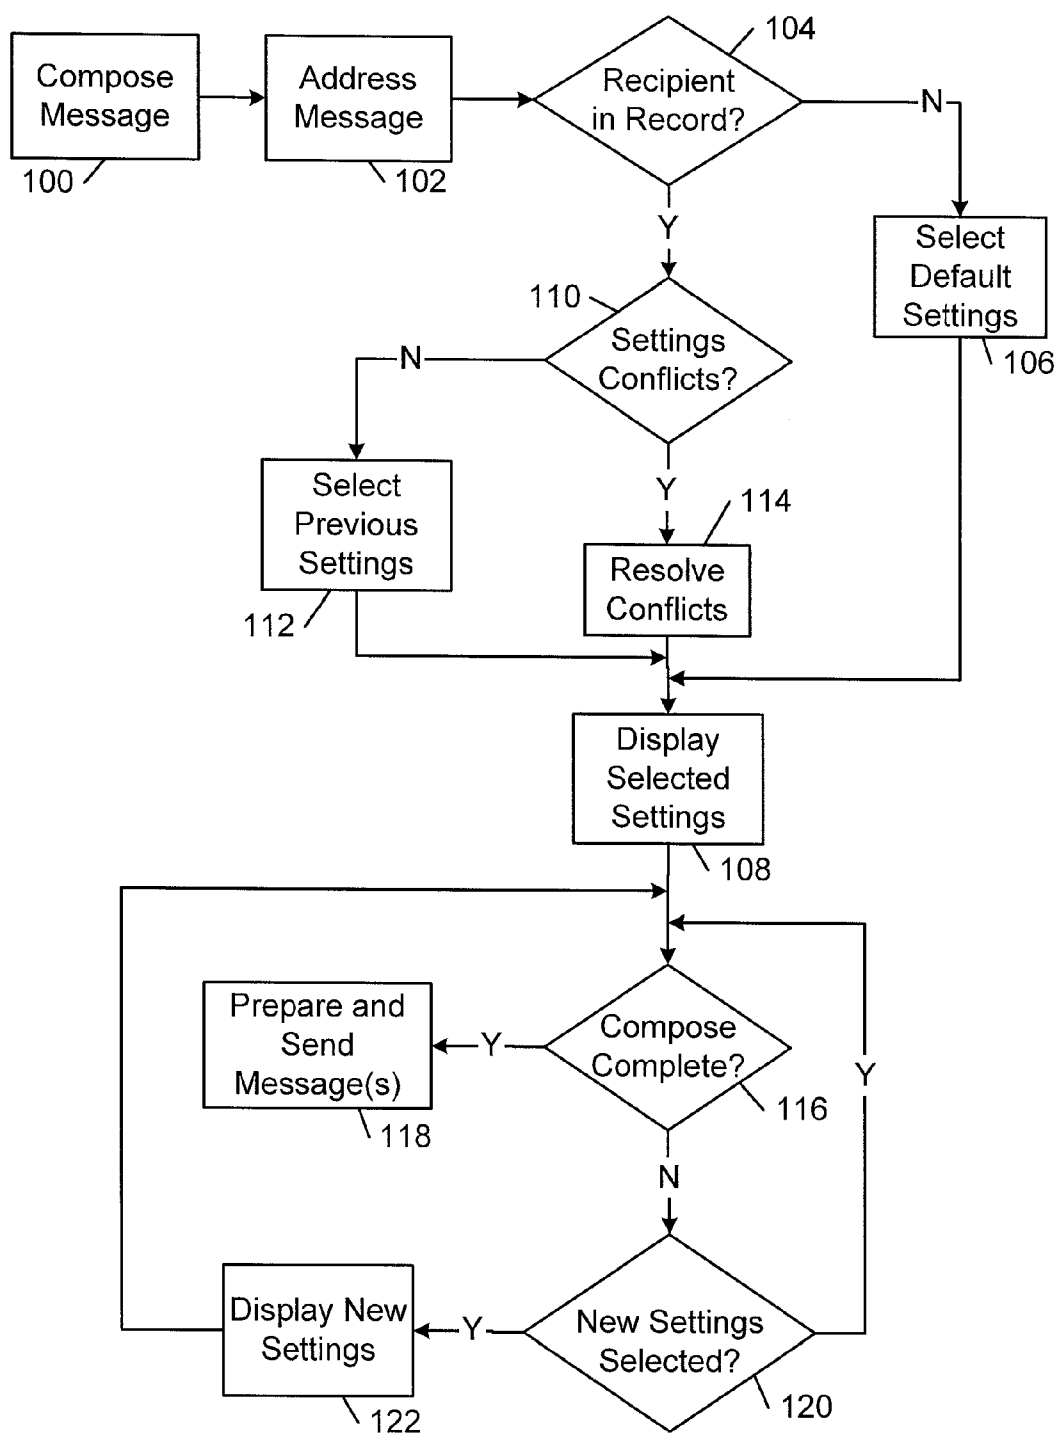 Compose
Message
100
Address
Message
102
Recipient
in Record?
104
N
Y
Select
Default
Settings
106
110
Settings
Conflicts?
N
Y
Select
Previous
Settings
112
114
Resolve
Conflicts
Display
Selected
Settings
108
Compose
Complete?
116
Y
Prepare and
Send
Message(s)
118
Y
N
New Settings
Selected?
120
Y
Display New
Settings
122